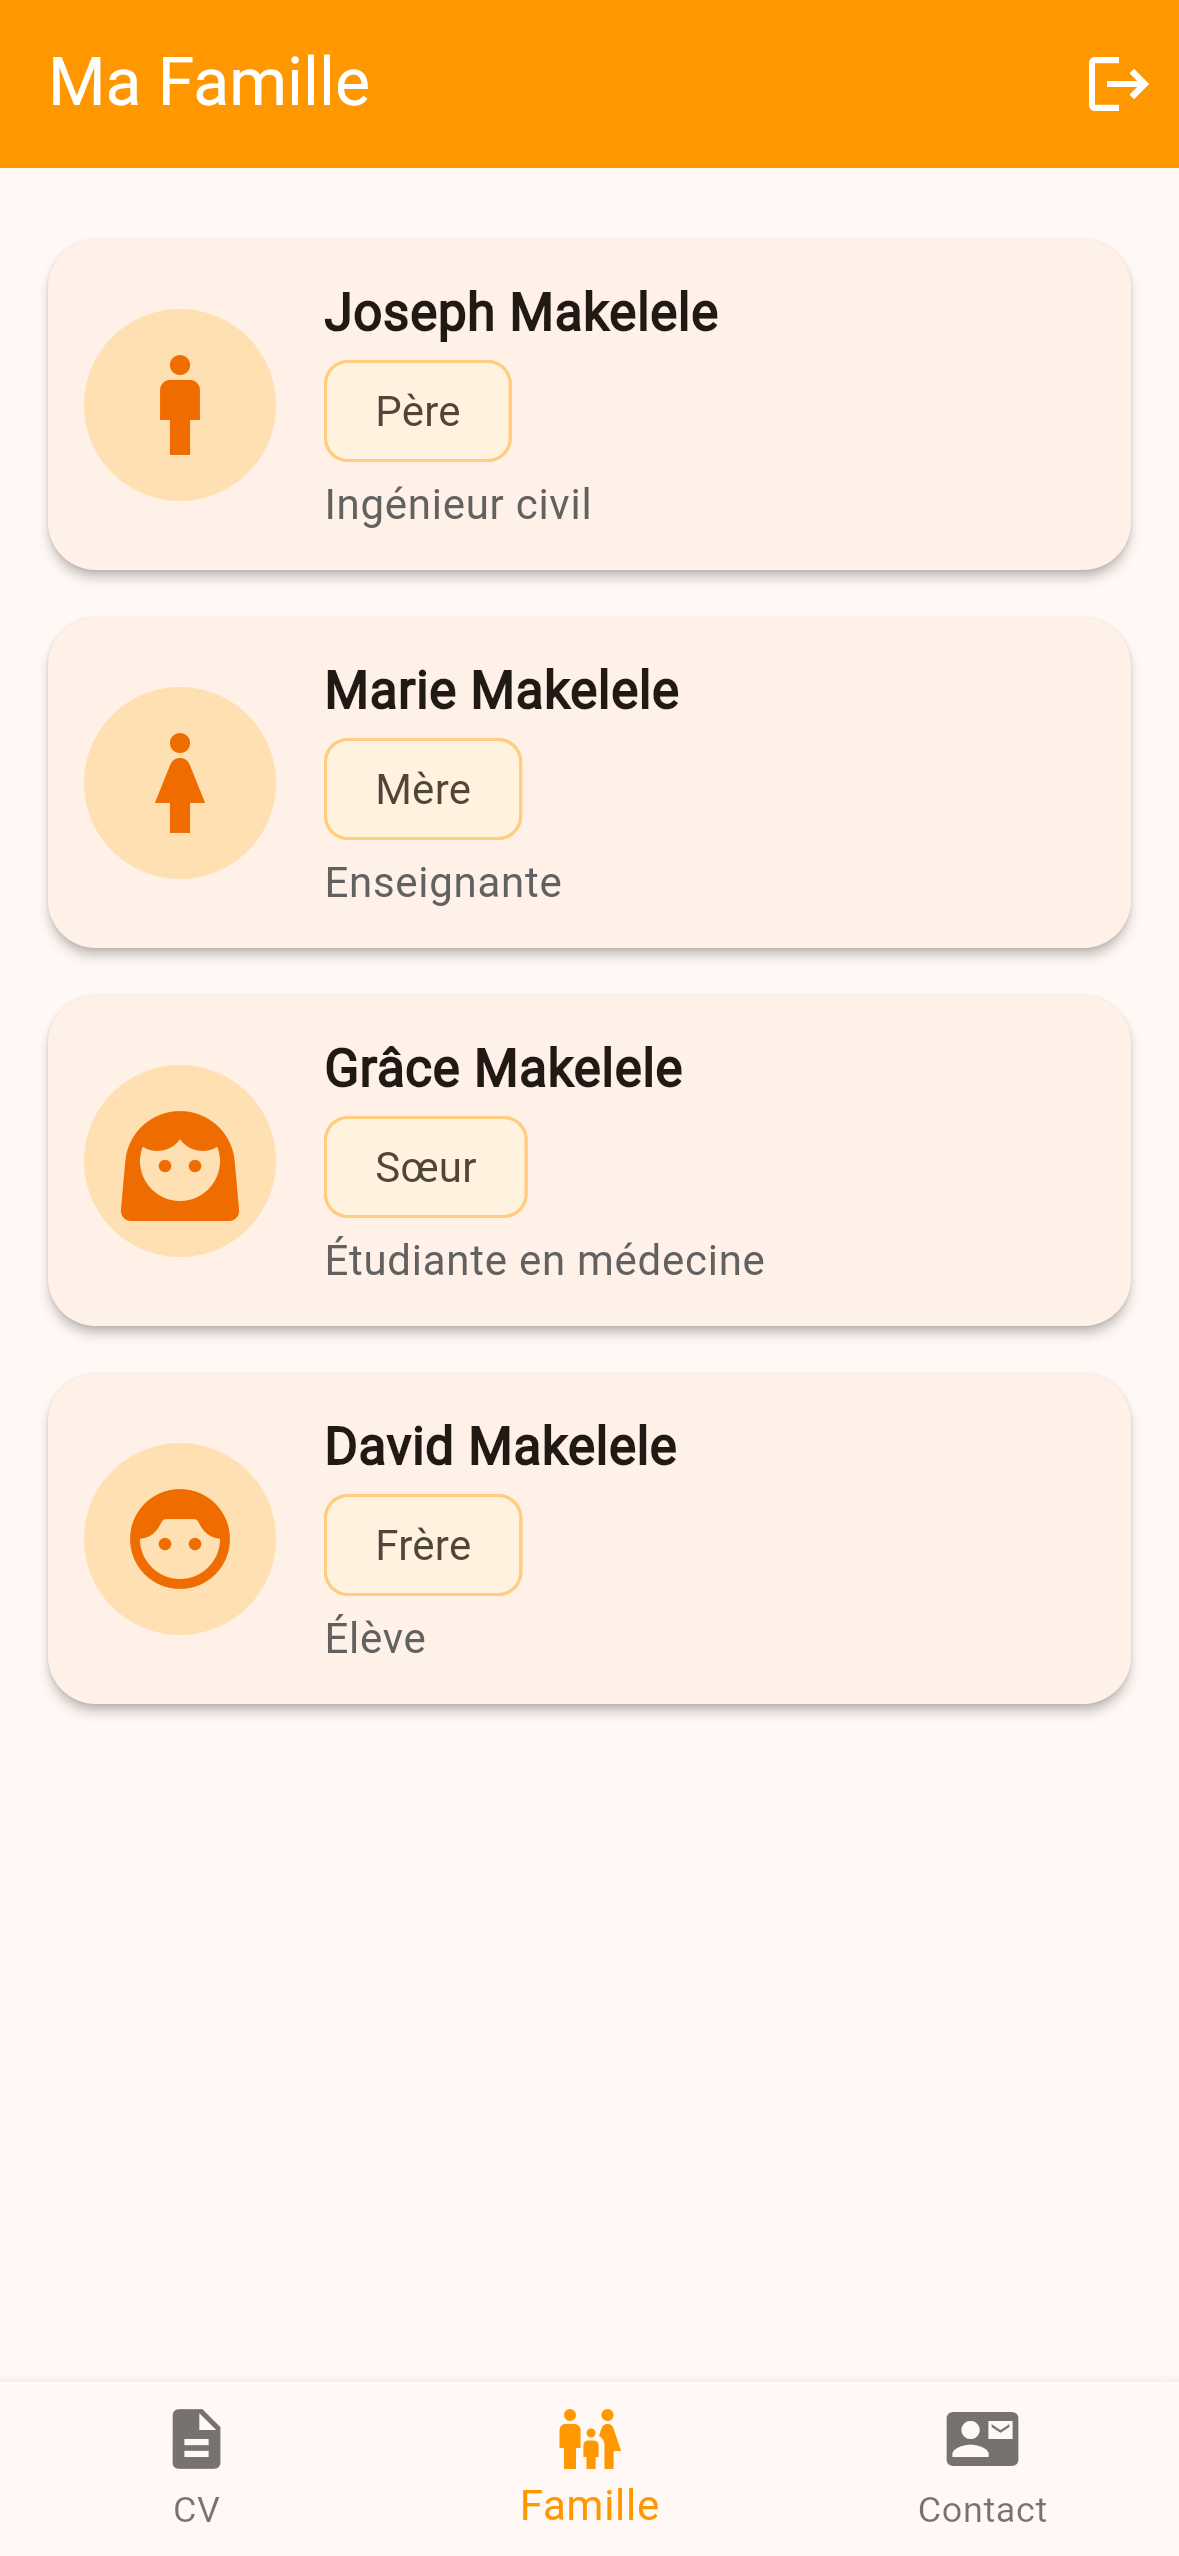 Ma Famille
Joseph Makelele
Père
Ingénieur civil
Marie Makelele
Mère
Enseignante
Grâce Makelele
Sœur
Étudiante en médecine
David Makelele
Frère
Élève
CV
Famille
Contact